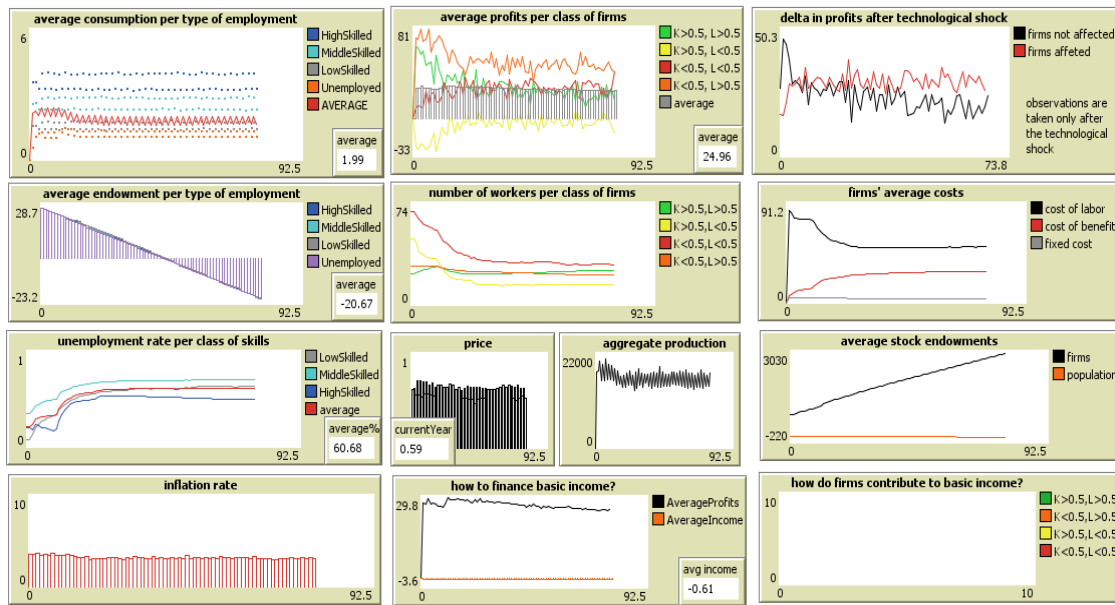 average consumption per type of employment
6
0
0
92.5
HighSkilled
MiddleSkilled
LowSkilled
Unemployed
AVERAGE
average
1.99
average profits per class of firms
81
-33
0
92.5
K>0.5, L>0.5
K>0.5, L<0.5
K<0.5, L<0.5
K<0.5, L>0.5
average
average
24.96
delta in profits after technological shock
50.3
0
0
73.8
firms not affected
firms affeted
observations are
taken only after
the technological
shock
average endowment per type of employment
28.7
-23.2
0
92.5
HighSkilled
MiddleSkilled
LowSkilled
Unemployed
average
-20.67
number of workers per class of firms
74
0
0
92.5
K>0.5,L>0.5
K>0.5,L<0.5
K<0.5,L<0.5
K<0.5,L>0.5
firms' average costs
91.2
0
0
92.5
cost of labor
cost of benefit
fixed cost
unemployment rate per class of skills
1
0
0
92.5
LowSkilled
MiddleSkilled
HighSkilled
average
average%
60.68
price
1
92.5
currentYear
0.59
aggregate production
22000
0
0
92.5
average stock endowments
3030
-220
0
92.5
firms
population
inflation rate
10
0
0
92.5
how to finance basic income?
29.8
-3.6
0
92.5
AverageProfits
AverageIncome
avg income
-0.61
how do firms contribute to basic income?
10
0
0
10
K>0.5,L>0.5
K<0.5,L>0.5
K>0.5,L<0.5
K<0.5,L<0.5